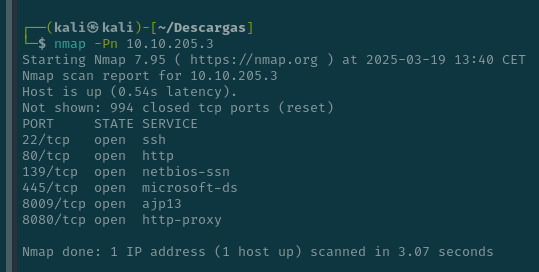 ┌──(kali㉿kali)-[~/Descargas]
└─$ nmap -Pn 10.10.205.3
Starting Nmap 7.95 ( https://nmap.org ) at 2025-03-19 13:40 CET
Nmap scan report for 10.10.205.3
Host is up (0.54s latency).
Not shown: 994 closed tcp ports (reset)
PORT     STATE SERVICE
22/tcp   open  ssh
80/tcp   open  http
139/tcp  open  netbios-ssn
445/tcp  open  microsoft-ds
8009/tcp open  ajp13
8080/tcp open  http-proxy
Nmap done: 1 IP address (1 host up) scanned in 3.07 seconds